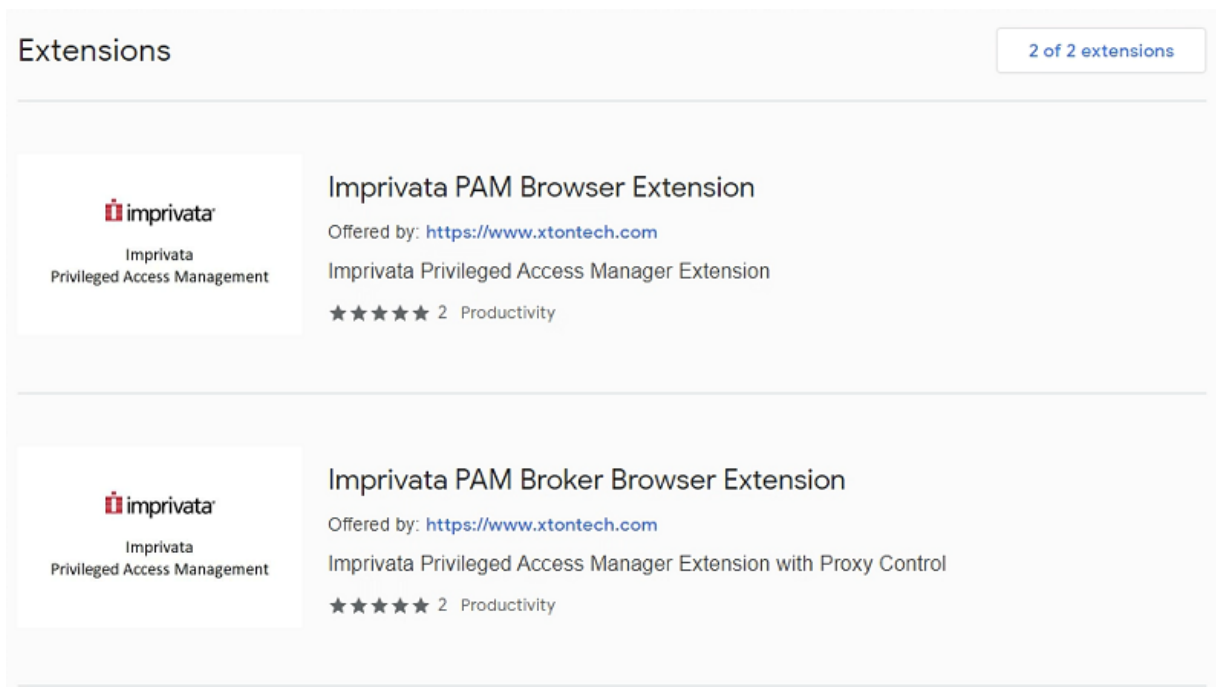 Extensions
2 of 2 extensions
imprivata
Imprivata
Privileged Access Management
Imprivata PAM Browser Extension
Offered by: https://www.xtontech.com
Imprivata Privileged Access Manager Extension
★★★★★ 2 Productivity
imprivata
Imprivata
Privileged Access Management
Imprivata PAM Broker Browser Extension
Offered by: https://www.xtontech.com
Imprivata Privileged Access Manager Extension with Proxy Control
★★★★★ 2 Productivity